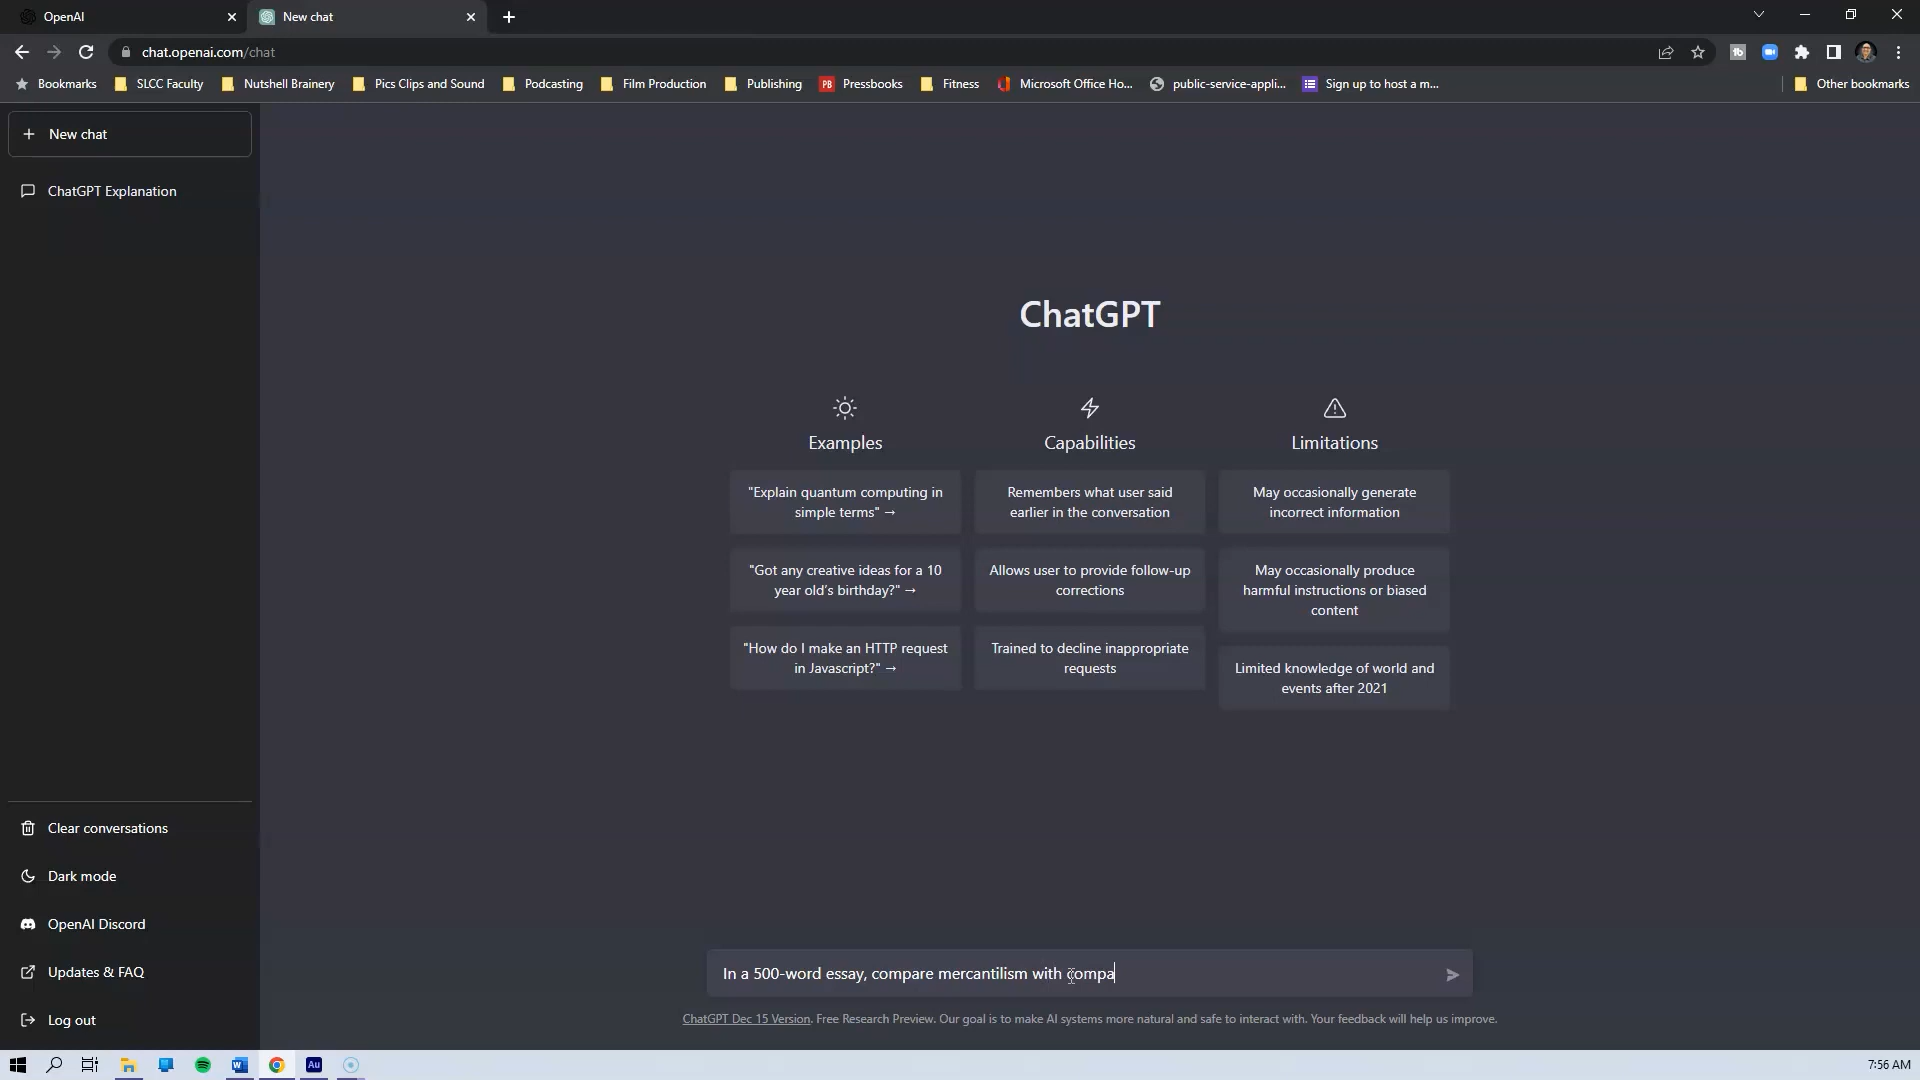 OpenAI
New chat
chat.openai.com/chat
Bookmarks SLCC Faculty Nutshell Brainery Pics Clips and Sound Podcasting Film Production Publishing PB Pressbooks Fitness Microsoft Office Ho... public-service-appli... Sign up to host a m... Other bookmarks
New chat
ChatGPT Explanation
ChatGPT
Examples
"Explain quantum computing in
simple terms" →
"Got any creative ideas for a 10
year old's birthday?" →
"How do I make an HTTP request
in Javascript?" →
Capabilities
Remembers what user said
earlier in the conversation
Allows user to provide follow-up
corrections
Trained to decline inappropriate
requests
Limitations
May occasionally generate
incorrect information
May occasionally produce
harmful instructions or biased
content
Limited knowledge of world and
events after 2021
Clear conversations
Dark mode
OpenAI Discord
Updates & FAQ
Log out
In a 500-word essay, compare mercantilism with compa
ChatGPT Dec 15 Version. Free Research Preview. Our goal is to make AI systems more natural and safe to interact with. Your feedback will help us improve.
Au
7:56 AM